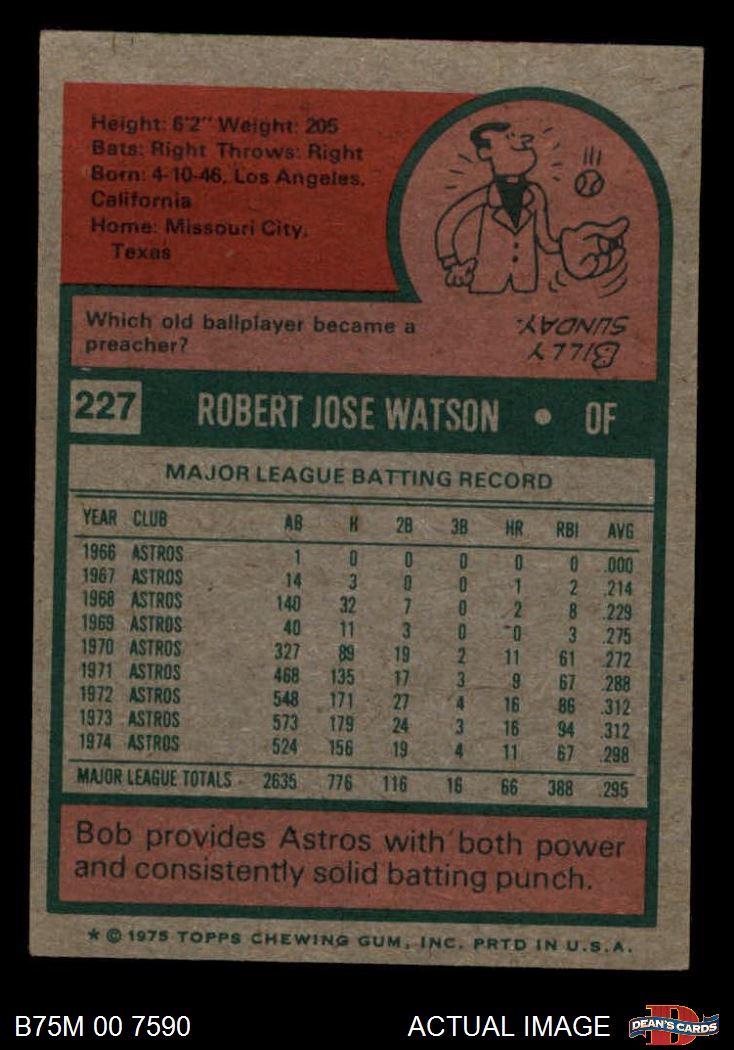 Height: 6'2" Weight: 205
Bats: Right Throws: Right
Born: 4-10-46, Los Angeles,
California
Home: Missouri City,
Texas
Which old ballplayer became a
preacher?
BILLY
SUNDAY.
227 ROBERT JOSE WATSON • OF
MAJOR LEAGUE BATTING RECORD
YEAR CLUB AB H 2B 3B HR RBI AVG
1966 ASTROS 1 0 0 0 0 0 .000
1967 ASTROS 14 3 0 0 1 2 .214
1968 ASTROS 140 32 7 0 2 8 .229
1969 ASTROS 40 11 3 0 0 3 .275
1970 ASTROS 327 89 19 2 11 61 .272
1971 ASTROS 468 135 17 3 9 67 .288
1972 ASTROS 548 171 27 4 16 86 .312
1973 ASTROS 573 179 24 3 16 94 .312
1974 ASTROS 524 156 19 4 11 67 .298
MAJOR LEAGUE TOTALS 2635 776 116 16 66 388 .295
Bob provides Astros with both power
and consistently solid batting punch.
* © 1975 TOPPS CHEWING GUM, INC. PRTD IN U.S.A.
B75M 00 7590 ACTUAL IMAGE D DEAN'S CARDS